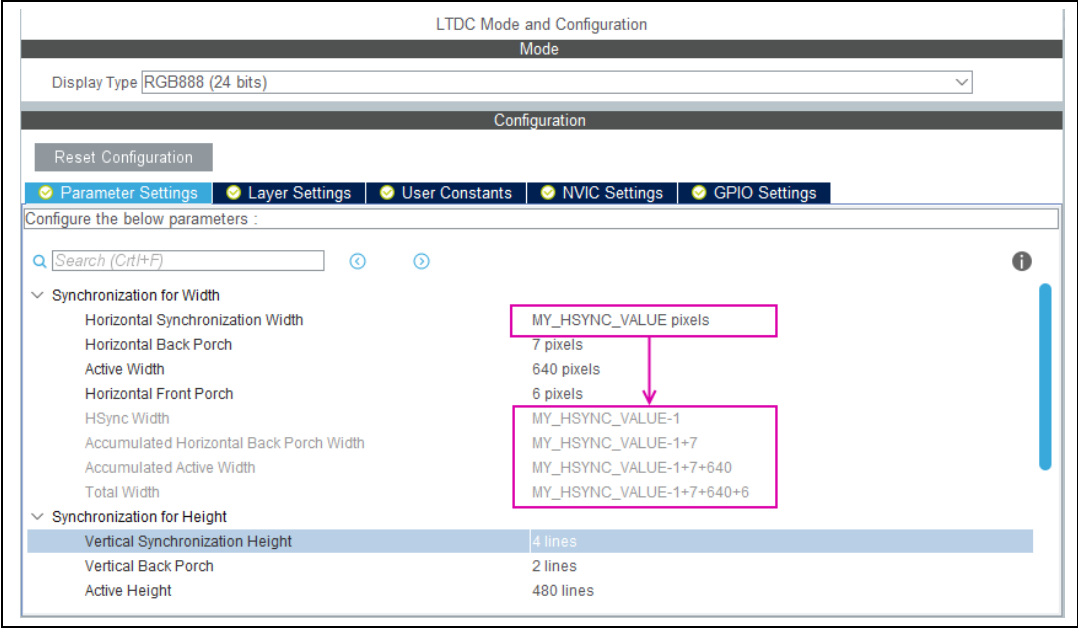 LTDC Mode and Configuration
Mode
Display Type RGB888 (24 bits)
Configuration
Reset Configuration
Parameter Settings Layer Settings User Constants NVIC Settings GPIO Settings
Configure the below parameters :
Search (Crtl+F)
Synchronization for Width
Horizontal Synchronization Width MY_HSYNC_VALUE pixels
Horizontal Back Porch 7 pixels
Active Width 640 pixels
Horizontal Front Porch 6 pixels
HSync Width MY_HSYNC_VALUE-1
Accumulated Horizontal Back Porch Width MY_HSYNC_VALUE-1+7
Accumulated Active Width MY_HSYNC_VALUE-1+7+640
Total Width MY_HSYNC_VALUE-1+7+640+6
Synchronization for Height
Vertical Synchronization Height 4 lines
Vertical Back Porch 2 lines
Active Height 480 lines